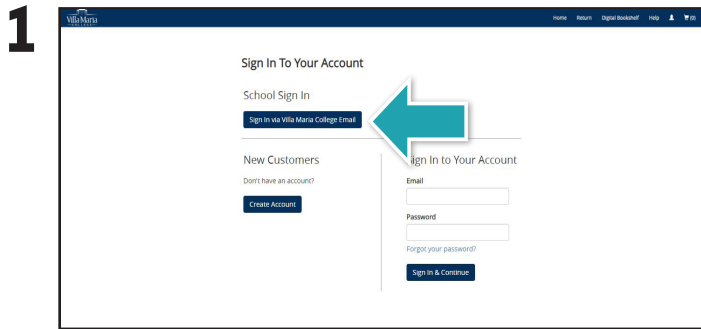 1
Villa Maria
COLLEGE
Home Return Digital Bookshelf Help (0)
Sign In To Your Account
School Sign In
Sign In via Villa Maria College Email
New Customers
Don't have an account?
Create Account
Sign In to Your Account
Email
Password
Forgot your password?
Sign In & Continue